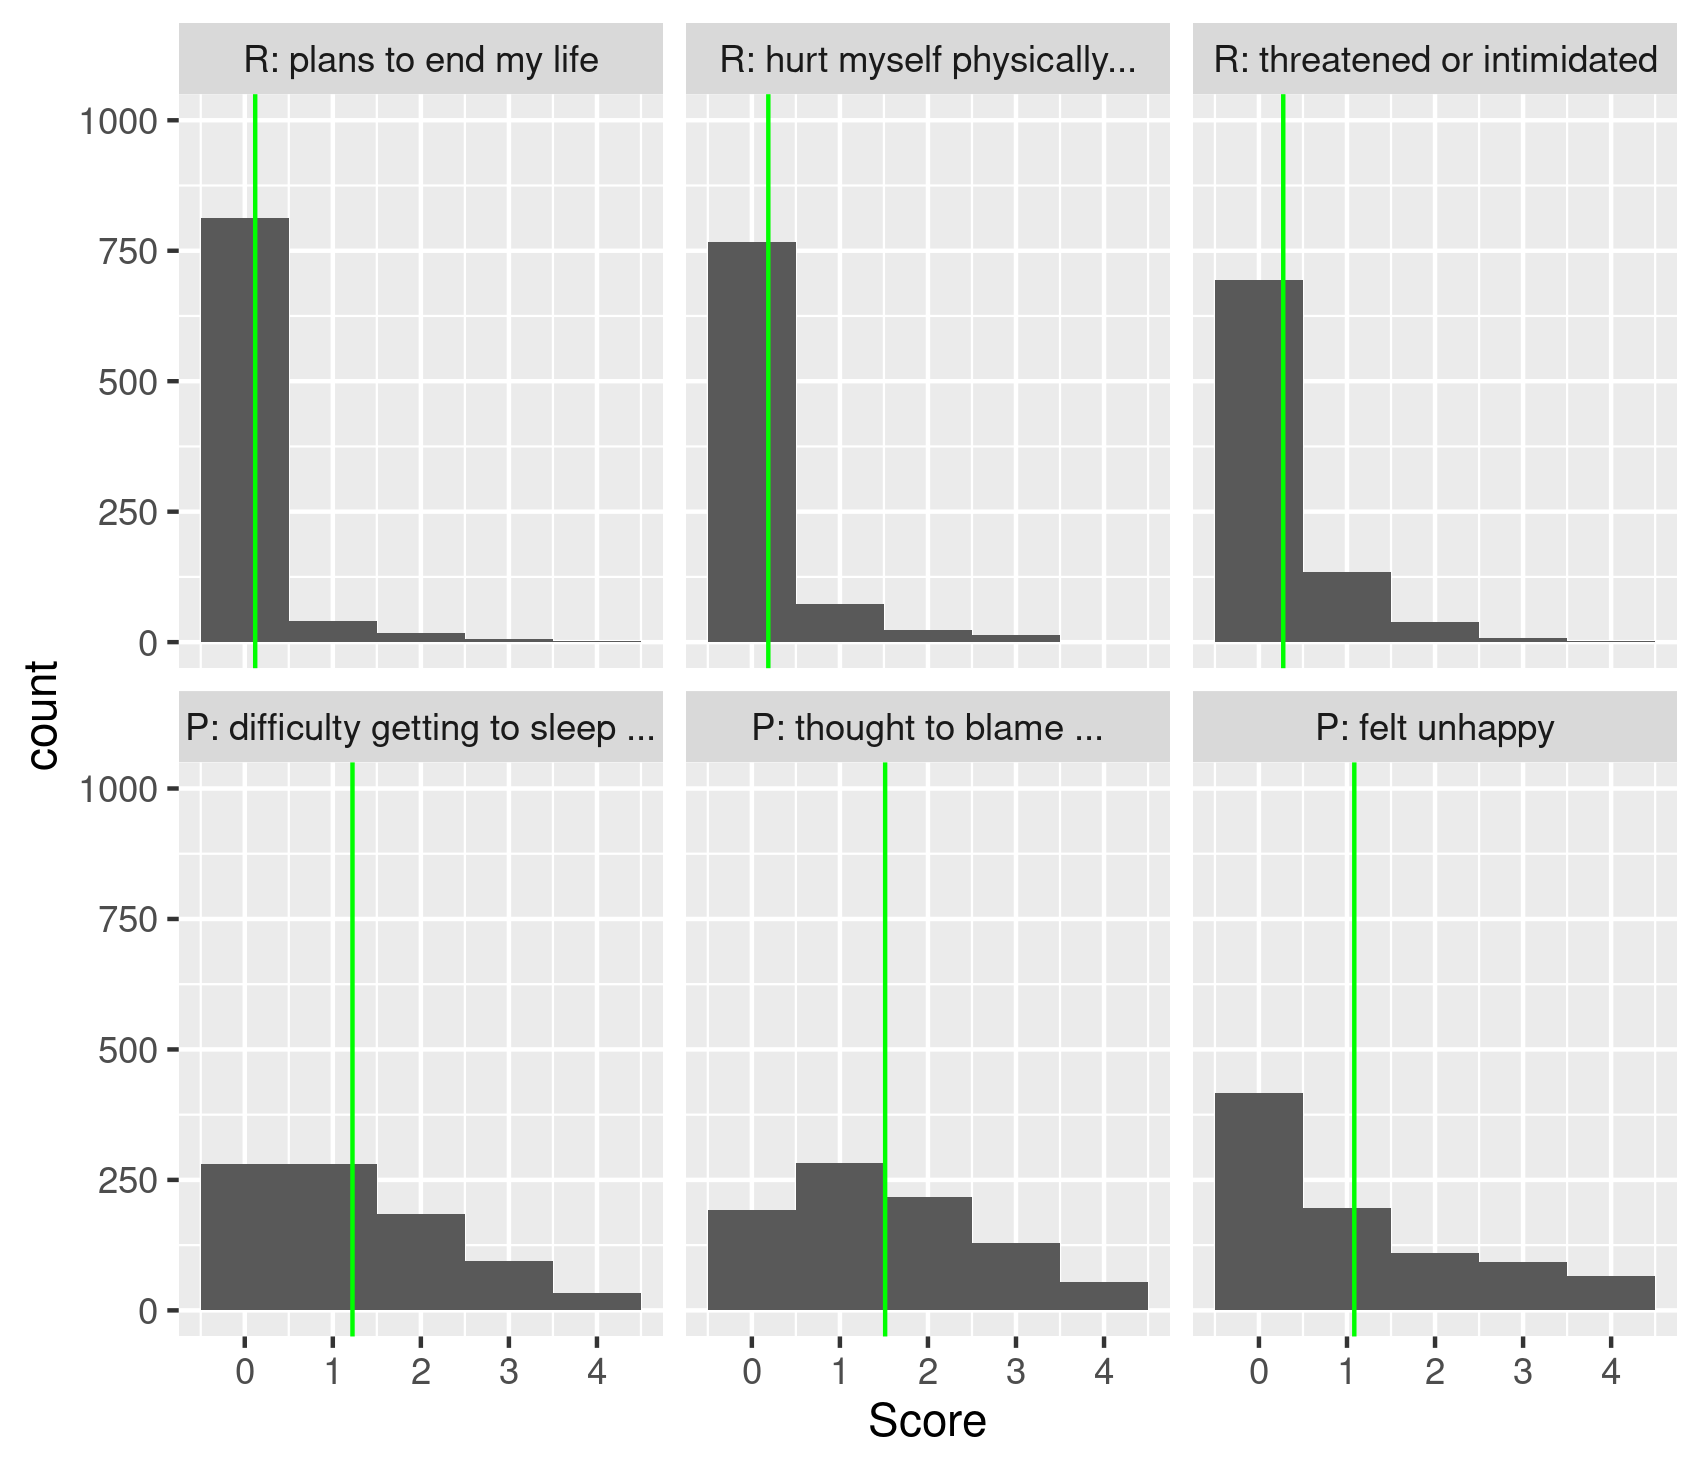 R: plans to end my life
R: hurt myself physically...
R: threatened or intimidated
1000
750
500
250
0
count
P: difficulty getting to sleep ...
P: thought to blame ...
P: felt unhappy
1000
750
500
250
0
0 1 2 3 4
0 1 2 3 4
0 1 2 3 4
Score